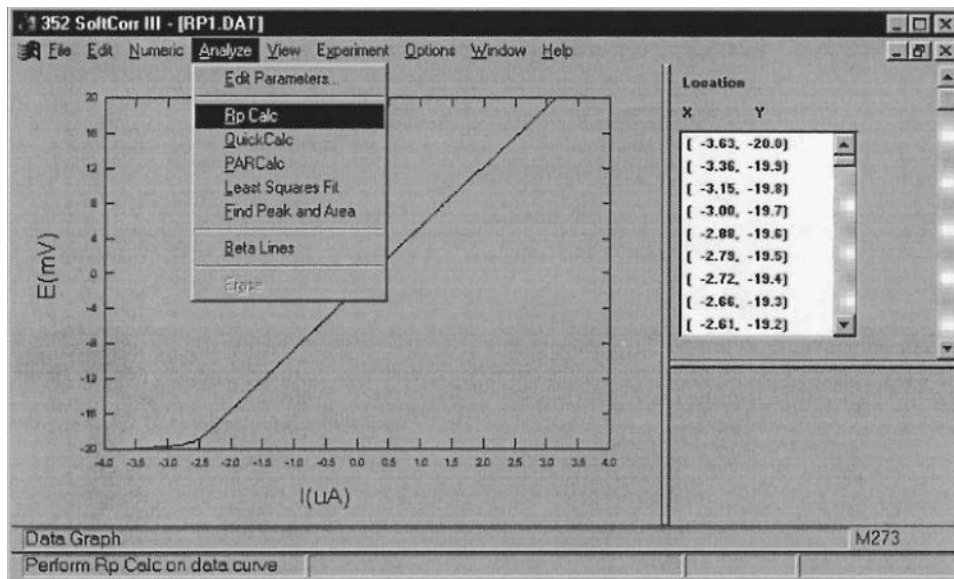 352 SoftCorr III - [RP1.DAT]
File Edit Numeric Analyze View Experiment Options Window Help
Edit Parameters...
Rp Calc
QuickCalc
PARCalc
Least Squares Fit
Find Peak and Area
Beta Lines
Erase
20
16
12
8
4
0
-4
-8
-12
-16
-20
E(mV)
-4.0 -3.5 -3.0 -2.5 -2.0 -1.5 -1.0 -0.5 0.0 0.5 1.0 1.5 2.0 2.5 3.0 3.5 4.0
I(uA)
Location
X Y
( -3.63, -20.0)
( -3.36, -19.9)
( -3.15, -19.8)
( -3.00, -19.7)
( -2.88, -19.6)
( -2.79, -19.5)
( -2.72, -19.4)
( -2.66, -19.3)
( -2.61, -19.2)
Data Graph M273
Perform Rp Calc on data curve